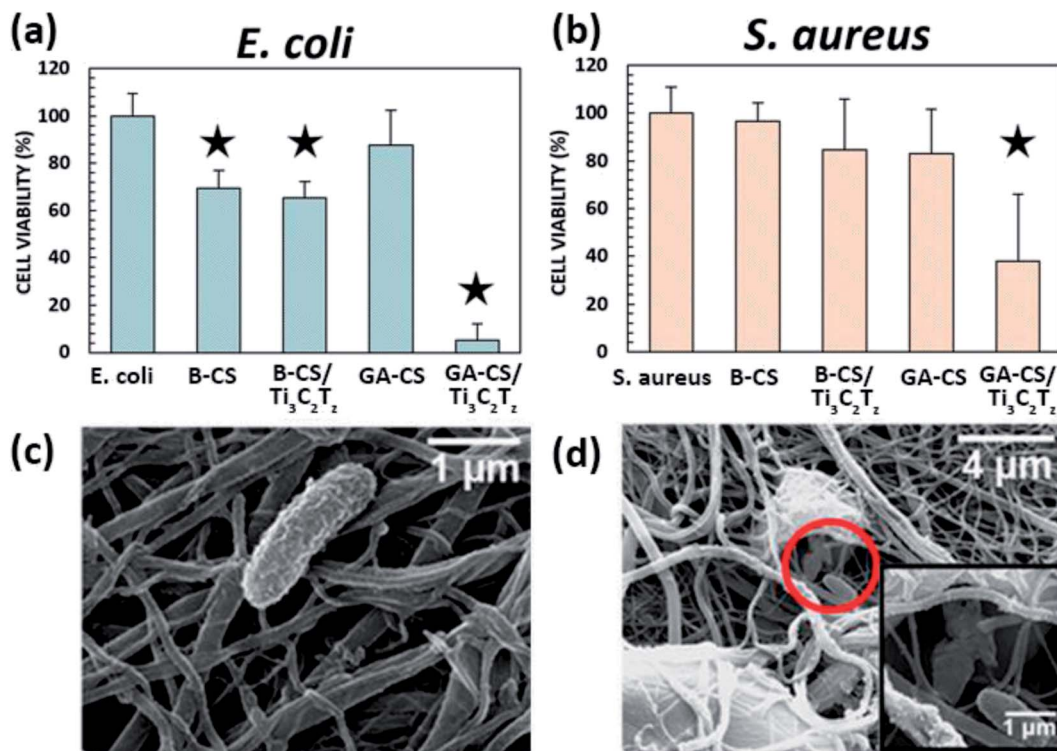 (a)
E. coli
CELL VIABILITY (%)
120
100
80
60
40
20
0
E. coli
B-CS
B-CS/
Ti₃C₂T𝓏
GA-CS
GA-CS/
Ti₃C₂T𝓏
(b)
S. aureus
CELL VIABILITY (%)
120
100
80
60
40
20
0
S. aureus
B-CS
B-CS/
Ti₃C₂T𝓏
GA-CS
GA-CS/
Ti₃C₂T𝓏
(c)
1 μm
(d)
4 μm
1 μm